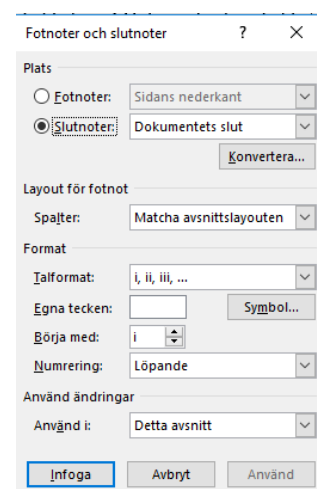 Fotnoter och slutnoter ? ×
Plats
Fotnoter: Sidans nederkant
Slutnoter: Dokumentets slut
Konvertera...
Layout för fotnot
Spalter: Matcha avsnittslayouten
Format
Talformat: i, ii, iii, ...
Egna tecken: Symbol...
Börja med: i
Numrering: Löpande
Använd ändringar
Använd i: Detta avsnitt
Infoga Avbryt Använd